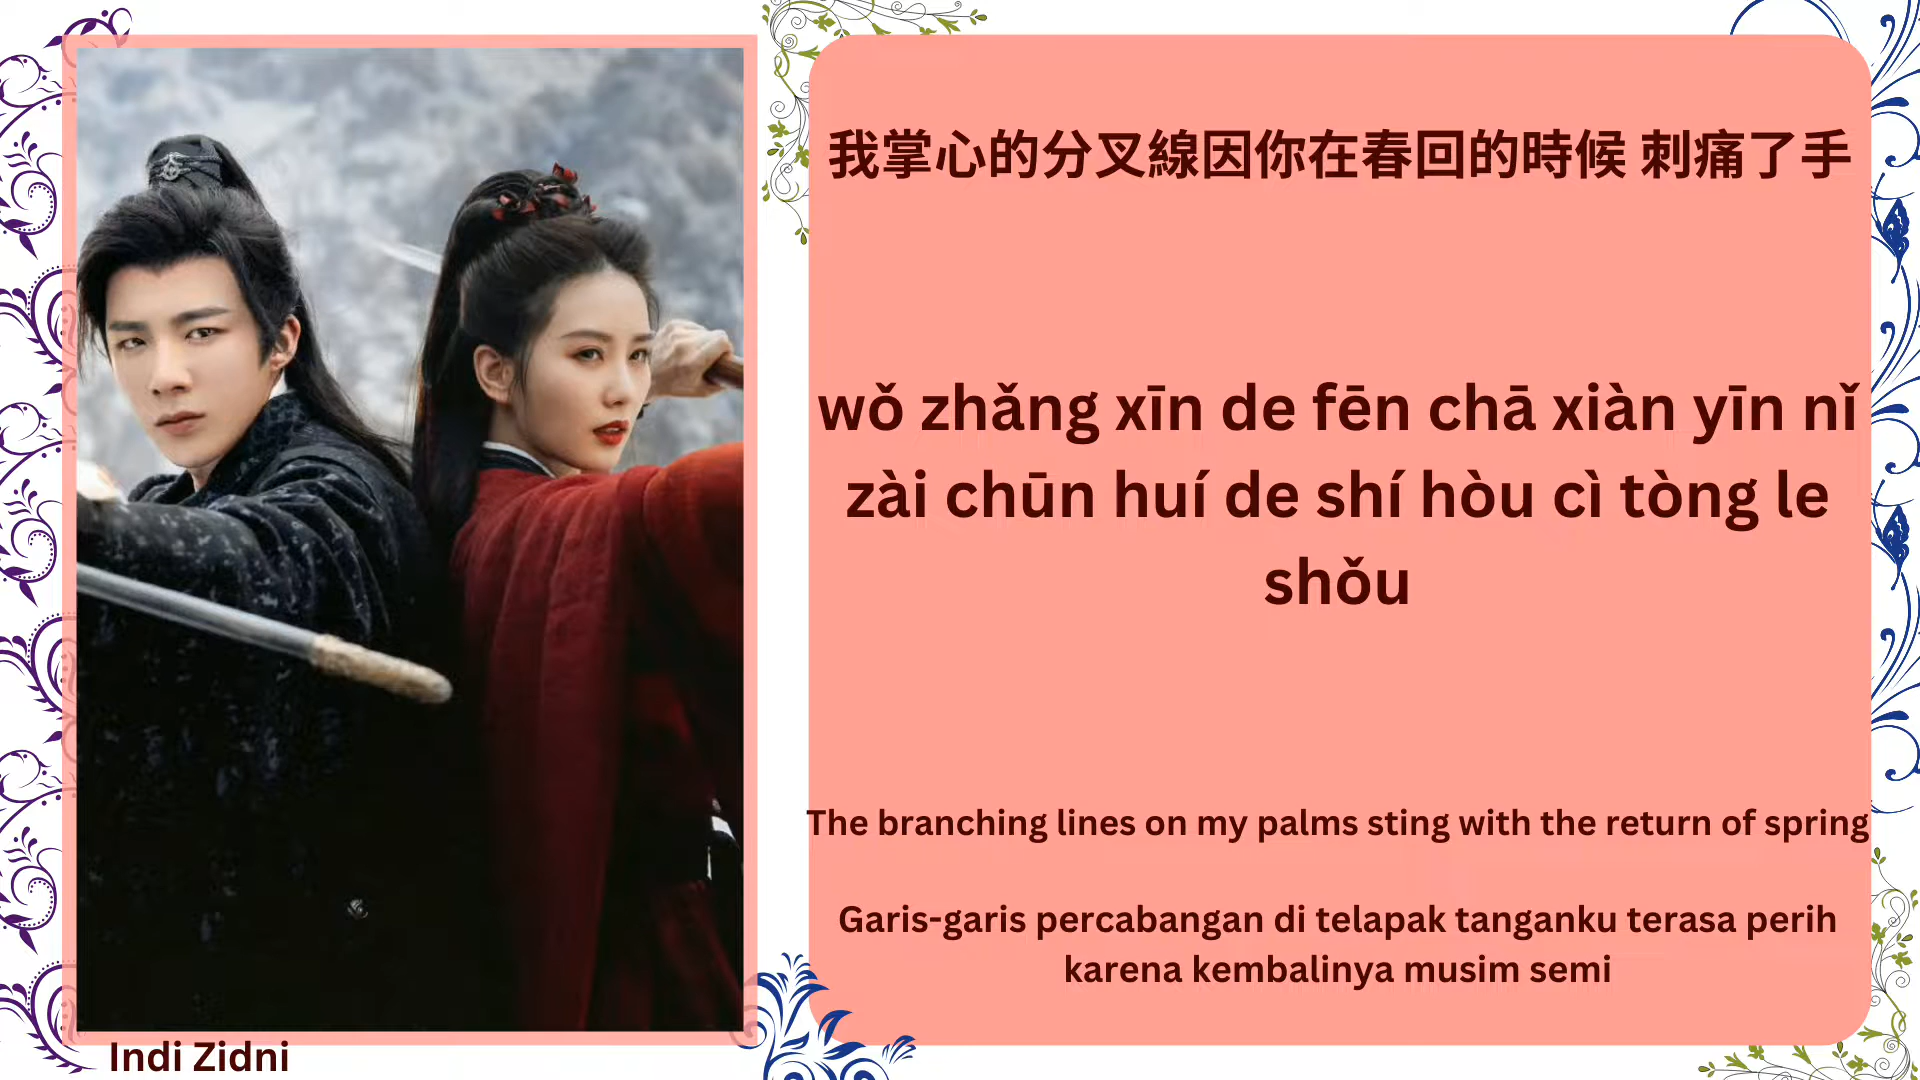 我掌心的分叉線因你在春回的時候 刺痛了手
wǒ zhǎng xīn de fēn chā xiàn yīn nǐ
zài chūn huí de shí hòu cì tòng le
shǒu
The branching lines on my palms sting with the return of spring
Garis-garis percabangan di telapak tanganku terasa perih
karena kembalinya musim semi
Indi Zidni